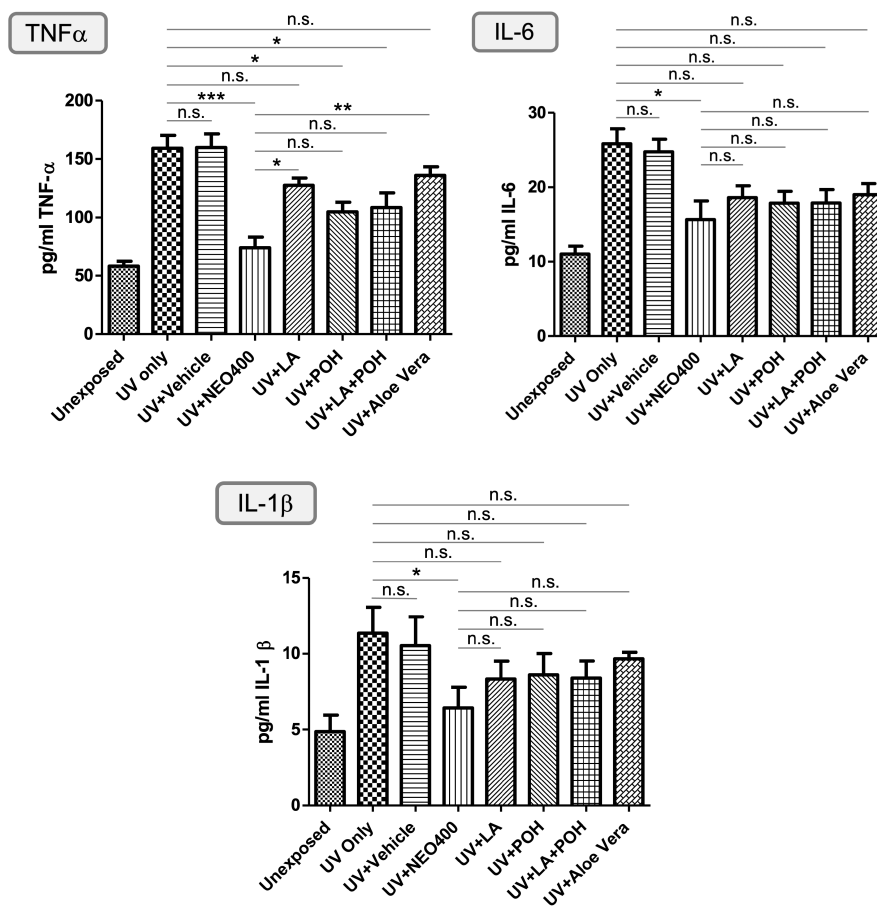 TNFα
n.s.
*
*
n.s.
***
n.s.
**
n.s.
n.s.
*
200
150
100
50
0
pg/ml TNF-α
Unexposed
UV only
UV+Vehicle
UV+NEO400
UV+LA
UV+POH
UV+LA+POH
UV+Aloe Vera
IL-6
n.s.
n.s.
n.s.
n.s.
*
n.s.
n.s.
n.s.
n.s.
n.s.
30
20
10
0
pg/ml IL-6
Unexposed
UV Only
UV+Vehicle
UV+NEO400
UV+LA
UV+POH
UV+LA+POH
UV+Aloe Vera
IL-1β
n.s.
n.s.
n.s.
n.s.
*
n.s.
n.s.
n.s.
n.s.
n.s.
15
10
5
0
pg/ml IL-1 β
Unexposed
UV Only
UV+Vehicle
UV+NEO400
UV+LA
UV+POH
UV+LA+POH
UV+Aloe Vera